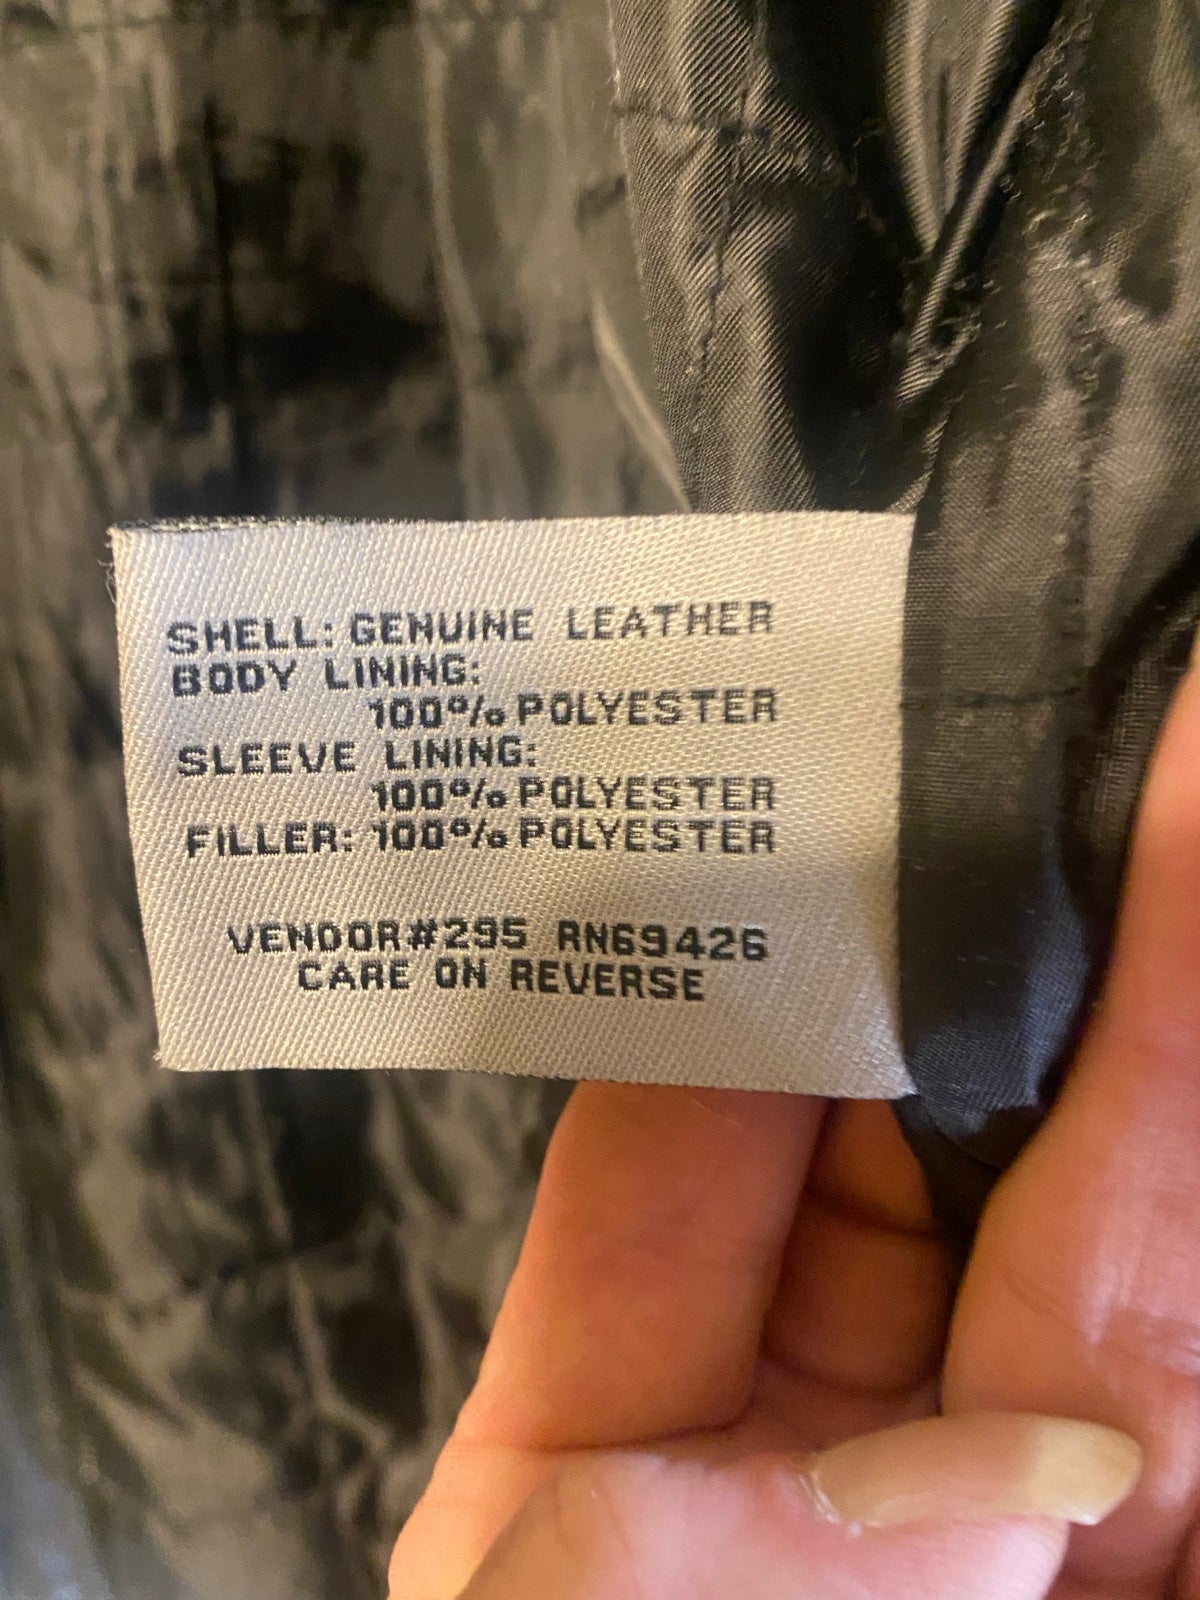 SHELL: GENUINE LEATHER
BODY LINING:
100% POLYESTER
SLEEVE LINING:
100% POLYESTER
FILLER: 100% POLYESTER
VENDOR#295 RN69426
CARE ON REVERSE